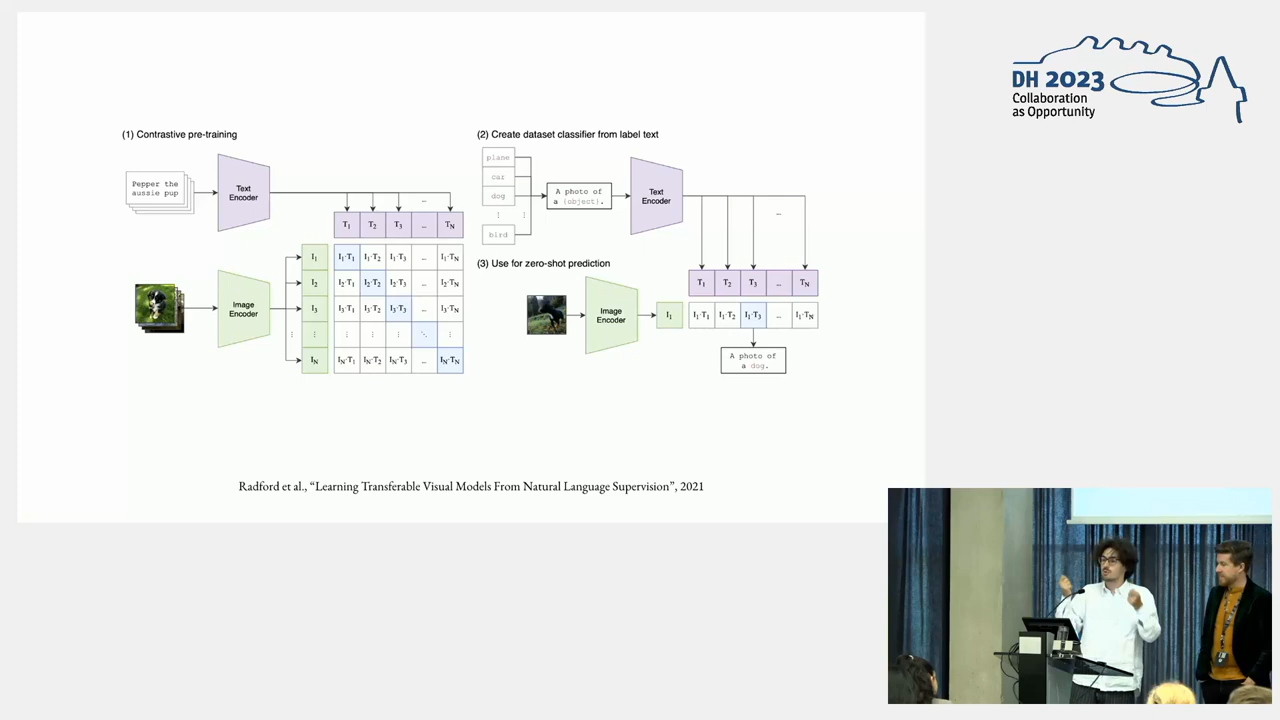 DH 2023
Collaboration
as Opportunity
(1) Contrastive pre-training
Pepper the
aussie pup
Text
Encoder
...
T1 T2 T3 ... TN
I1 I1·T1 I1·T2 I1·T3 ... I1·TN
I2 I2·T1 I2·T2 I2·T3 ... I2·TN
Image
Encoder
I3 I3·T1 I3·T2 I3·T3 ... I3·TN
⋮ ⋮ ⋮ ⋮ ⋮ ⋱ ⋮
IN IN·T1 IN·T2 IN·T3 ... IN·TN
(2) Create dataset classifier from label text
plane
car
dog
⋮ ⋮
bird
A photo of
a {object}.
Text
Encoder
...
T1 T2 T3 ... TN
(3) Use for zero-shot prediction
Image
Encoder
I1 I1·T1 I1·T2 I1·T3 ... I1·TN
A photo of
a dog.
Radford et al., “Learning Transferable Visual Models From Natural Language Supervision”, 2021